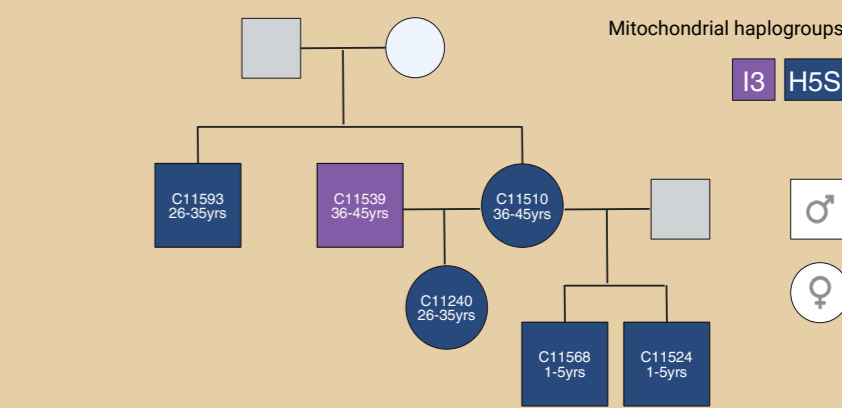 Mitochondrial haplogroups
I3
H5S
C11593
26-35yrs
C11539
36-45yrs
C11510
36-45yrs
C11240
26-35yrs
C11568
1-5yrs
C11524
1-5yrs